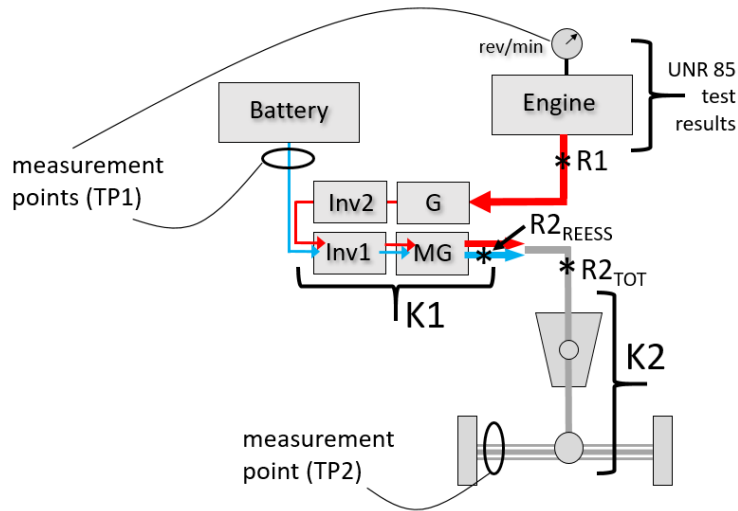 rev/min
UNR 85
test
results
Engine
Battery
measurement
points (TP1)
R1
Inv2
G
R2REESS
Inv1
MG
R2TOT
K1
K2
measurement
point (TP2)